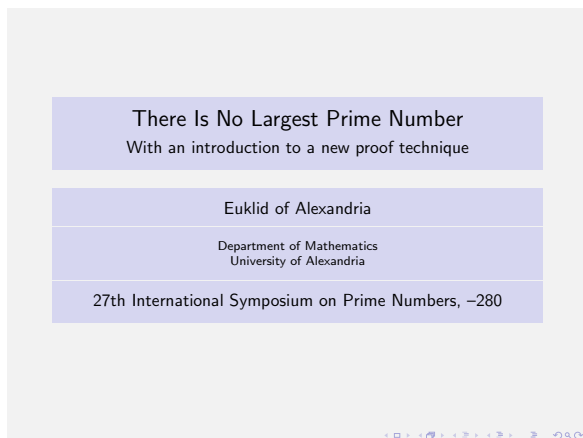 There Is No Largest Prime Number
With an introduction to a new proof technique
Euklid of Alexandria
Department of Mathematics
University of Alexandria
27th International Symposium on Prime Numbers, –280